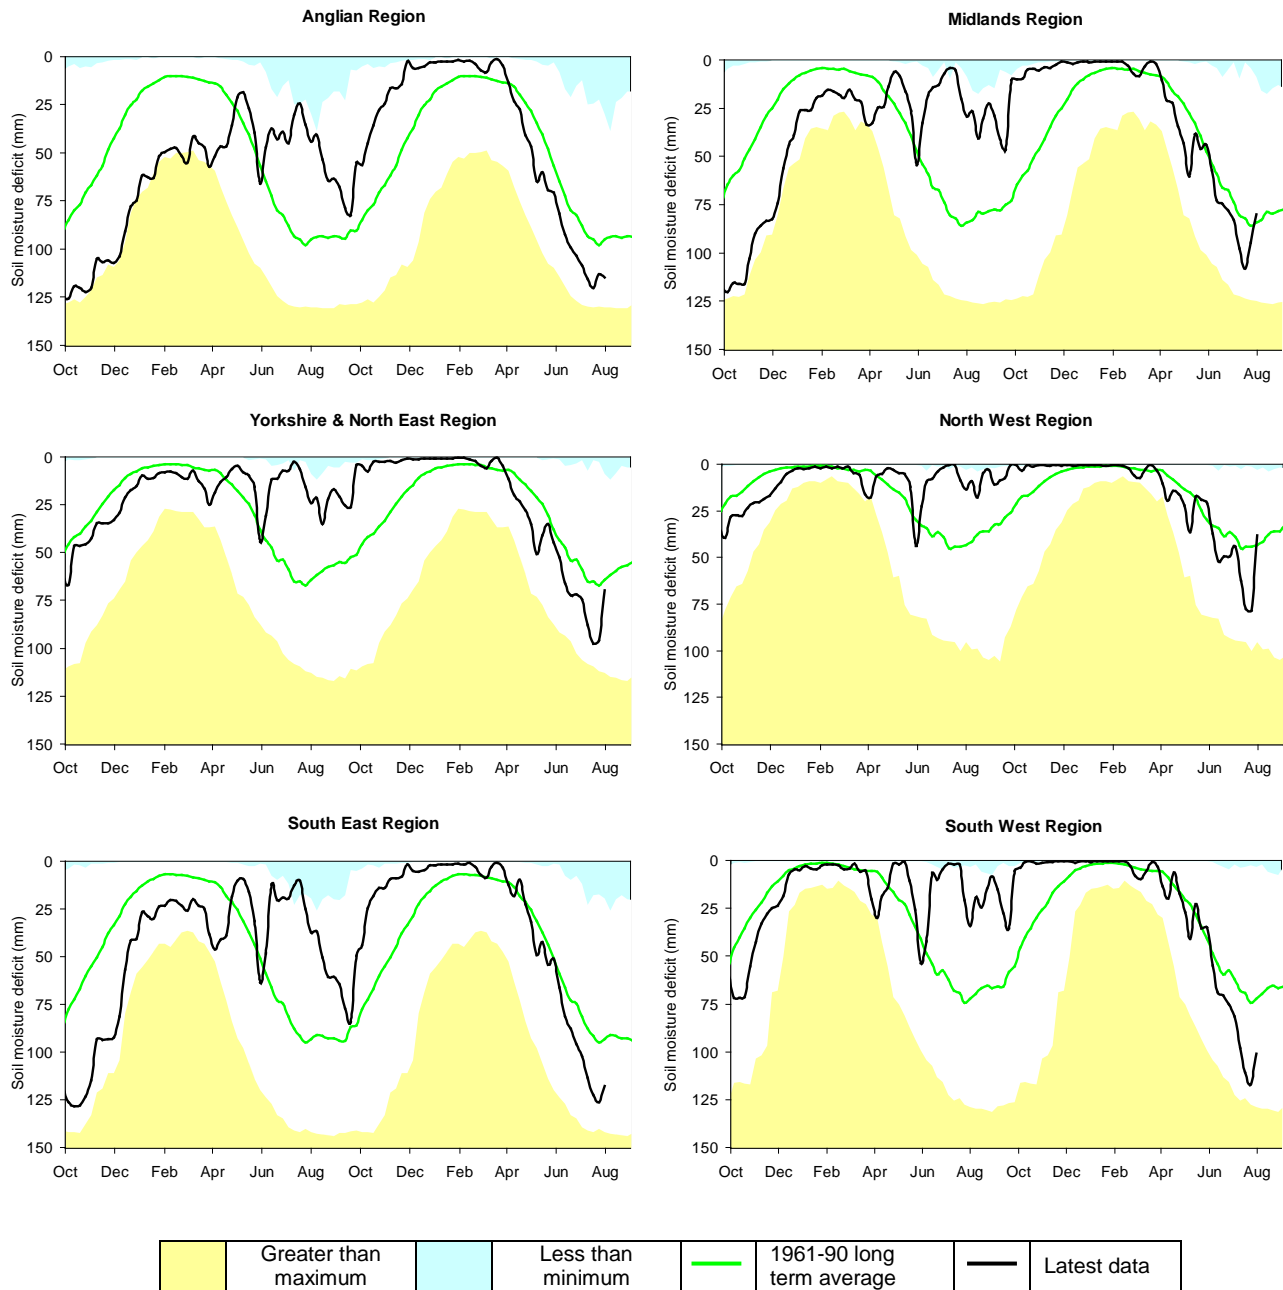 Anglian Region
Soil moisture deficit (mm)
0
25
50
75
100
125
150
Oct Dec Feb Apr Jun Aug Oct Dec Feb Apr Jun Aug
Midlands Region
Soil moisture deficit (mm)
0
25
50
75
100
125
150
Oct Dec Feb Apr Jun Aug Oct Dec Feb Apr Jun Aug
Yorkshire & North East Region
Soil moisture deficit (mm)
0
25
50
75
100
125
150
Oct Dec Feb Apr Jun Aug Oct Dec Feb Apr Jun Aug
North West Region
Soil moisture deficit (mm)
0
25
50
75
100
125
150
Oct Dec Feb Apr Jun Aug Oct Dec Feb Apr Jun Aug
South East Region
Soil moisture deficit (mm)
0
25
50
75
100
125
150
Oct Dec Feb Apr Jun Aug Oct Dec Feb Apr Jun Aug
South West Region
Soil moisture deficit (mm)
0
25
50
75
100
125
150
Oct Dec Feb Apr Jun Aug Oct Dec Feb Apr Jun Aug
Greater than
maximum
Less than
minimum
1961-90 long
term average
Latest data